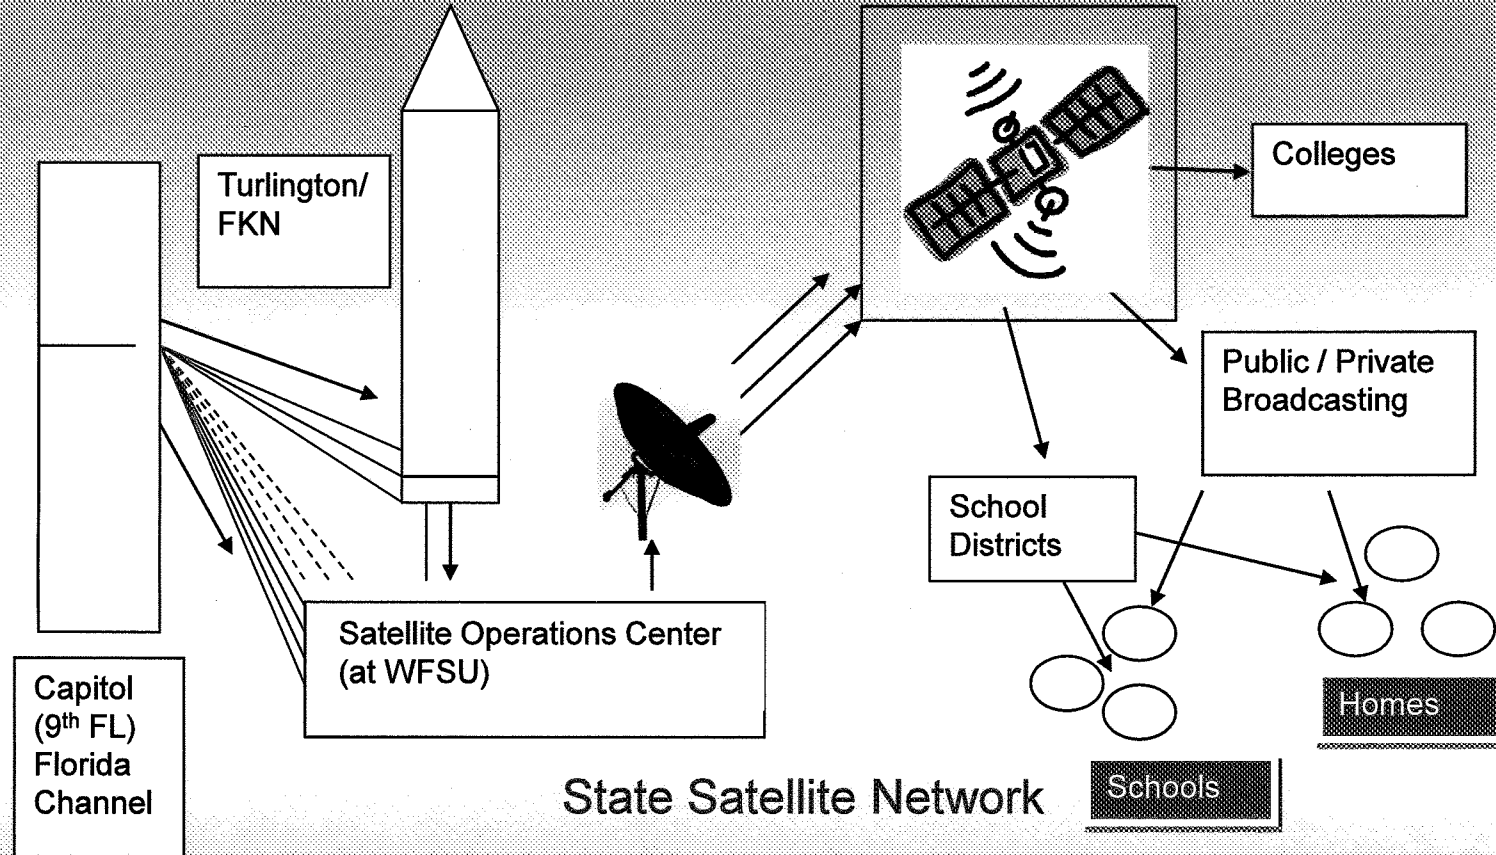 Turlington/
FKN
Colleges
Public / Private
Broadcasting
School
Districts
Satellite Operations Center
(at WFSU)
Capitol
(9th FL)
Florida
Channel
Homes
Schools
State Satellite Network